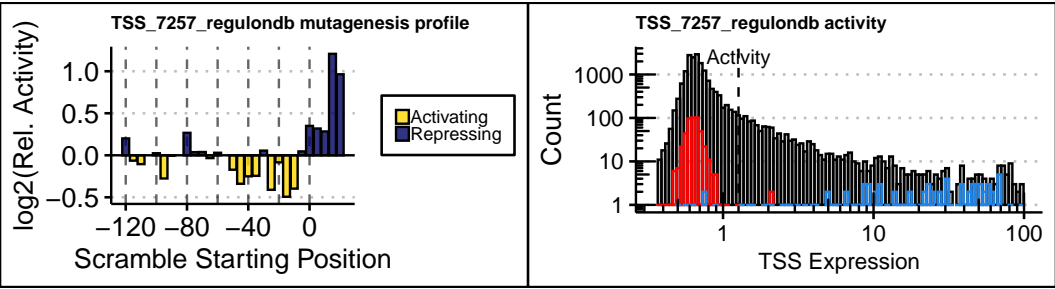 TSS_7257_regulondb mutagenesis profile
log2(Rel. Activity)
1.0
0.5
0.0
−0.5
−120 −80 −40 0
Scramble Starting Position
Activating
Repressing
TSS_7257_regulondb activity
Activity
Count
1000
100
10
1
1 10 100
TSS Expression